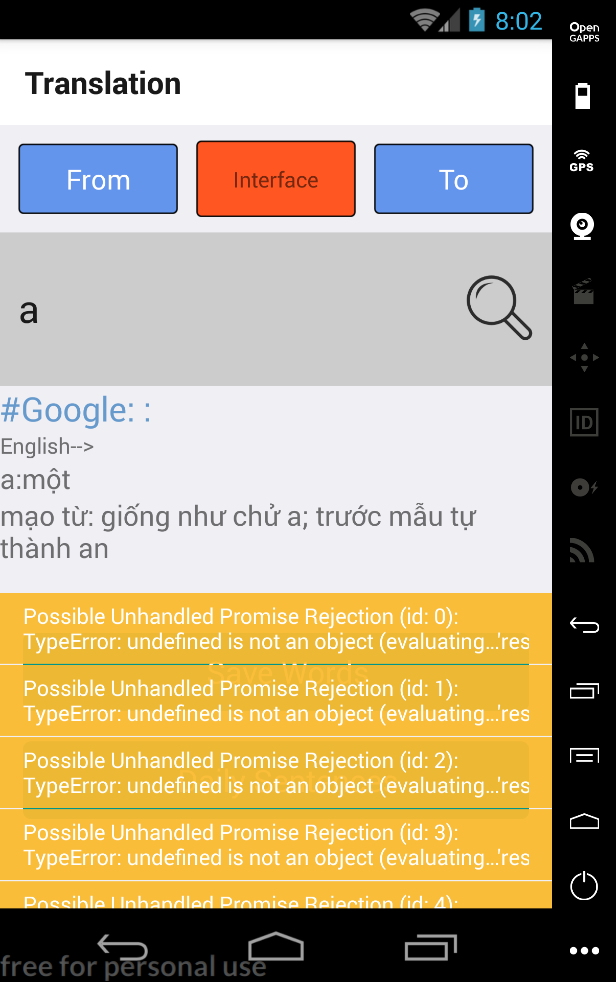 8:02
Open
GAPPS
Translation
From
Interface
To
GPS
a
#Google: :
English-->
a:một
mạo từ: giống như chử a; trước mẫu tự
thành an
ID
Possible Unhandled Promise Rejection (id: 0):
TypeError: undefined is not an object (evaluating...'res
Save Words
Possible Unhandled Promise Rejection (id: 1):
TypeError: undefined is not an object (evaluating...'res
Possible Unhandled Promise Rejection (id: 2):
Daily Sentences
TypeError: undefined is not an object (evaluating...'res
Possible Unhandled Promise Rejection (id: 3):
TypeError: undefined is not an object (evaluating...'res
Possible Unhandled Promise Rejection (id: 4):
free for personal use